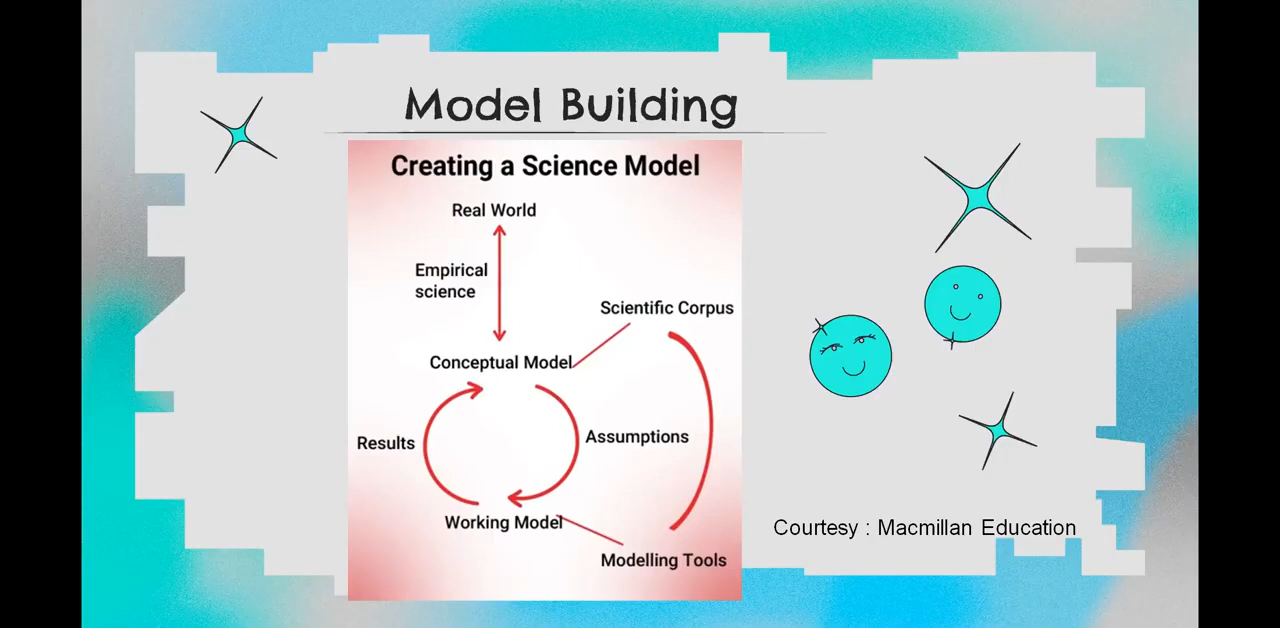 Model Building
Creating a Science Model
Real World
Empirical
science
Scientific Corpus
Conceptual Model
Results
Assumptions
Working Model
Modelling Tools
Courtesy : Macmillan Education